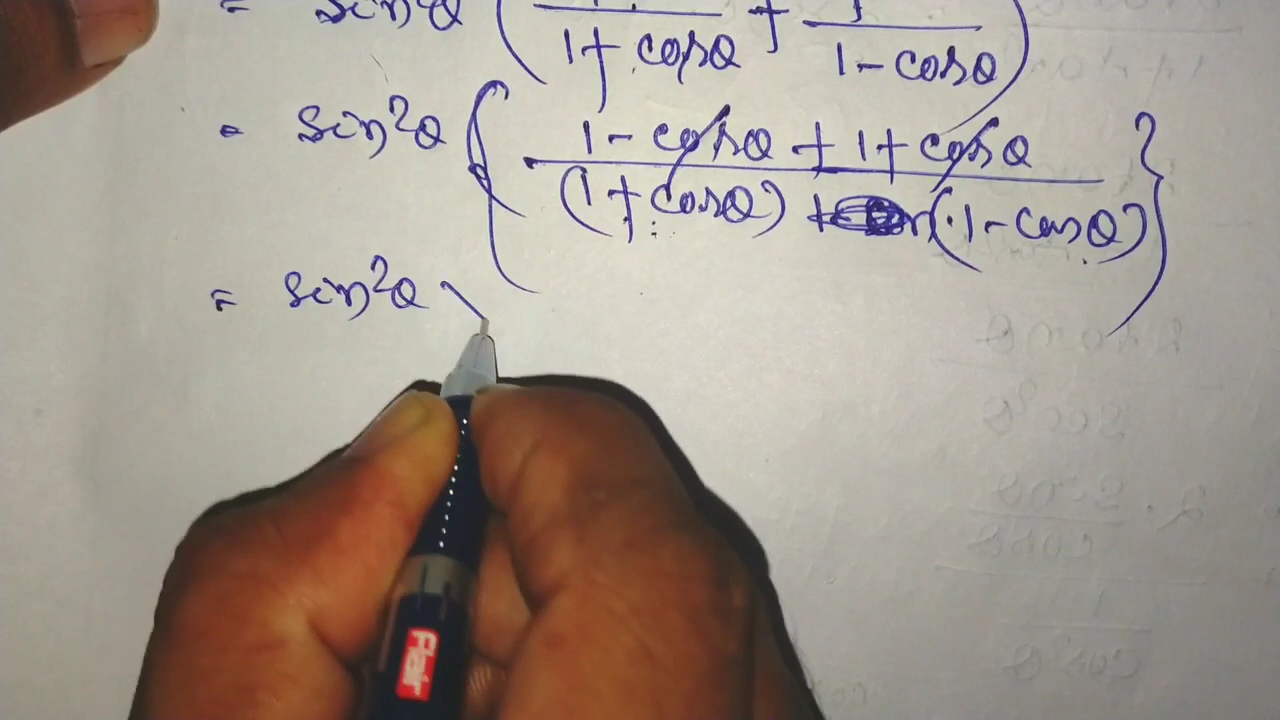 = sin²θ ( 1/(1+cosθ) + 1/(1-cosθ) )
= sin²θ { (1-cosθ+1+cosθ)/((1+cosθ)(1-cosθ)) }
= sin²θ
Flair